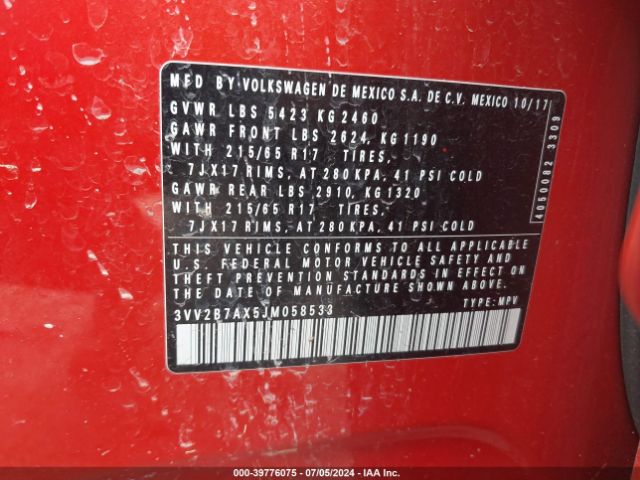 MFD BY VOLKSWAGEN DE MEXICO S.A. DE C.V. MEXICO 10/17
GVWR LBS 5423 KG 2460
GAWR FRONT LBS 2624, KG 1190
WITH 215/65 R17 TIRES,
7JX17 RIMS, AT 280 KPA, 41 PSI COLD
GAWR REAR LBS 2910, KG 1320
WITH 215/65 R17 TIRES,
7JX17 RIMS, AT 280 KPA, 41 PSI COLD
THIS VEHICLE CONFORMS TO ALL APPLICABLE
U.S. FEDERAL MOTOR VEHICLE SAFETY AND
THEFT PREVENTION STANDARDS IN EFFECT ON
THE DATE OF MANUFACTURE SHOWN ABOVE.
3VV2B7AX5JM058533 TYPE: MPV
4050082 3309
000-39776075 / 07/05/2024 - IAA Inc.